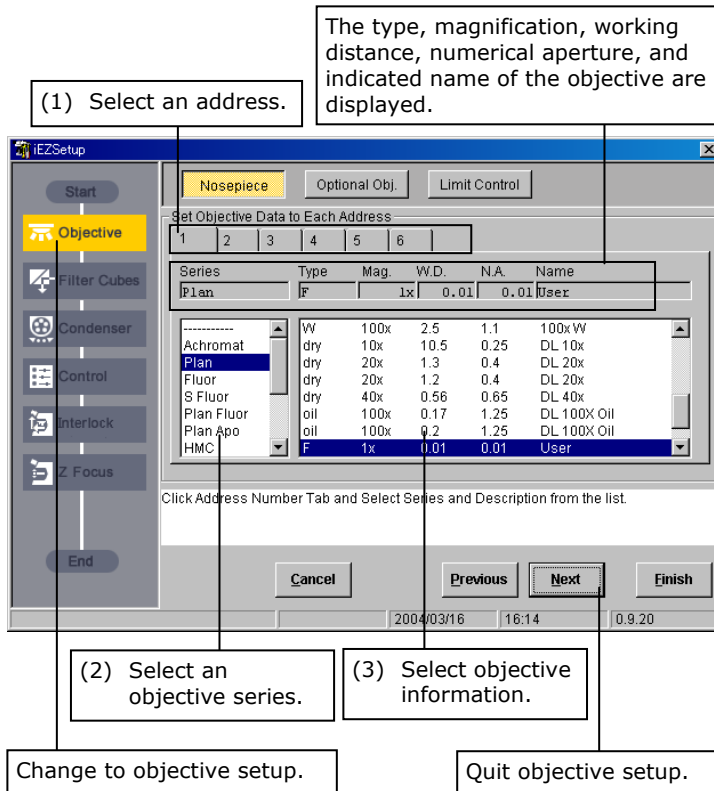 The type, magnification, working
distance, numerical aperture, and
indicated name of the objective are
displayed.
(1) Select an address.
iEZSetup
Start
Objective
Filter Cubes
Condenser
Control
Interlock
Z Focus
End
Nosepiece Optional Obj. Limit Control
Set Objective Data to Each Address
1 2 3 4 5 6
Series Type Mag. W.D. N.A. Name
Plan F 1x 0.01 0.01 User
-----------
Achromat
Plan
Fluor
S Fluor
Plan Fluor
Plan Apo
HMC
W 100x 2.5 1.1 100x W
dry 10x 10.5 0.25 DL 10x
dry 20x 1.3 0.4 DL 20x
dry 20x 1.2 0.4 DL 20x
dry 40x 0.56 0.65 DL 40x
oil 100x 0.17 1.25 DL 100X Oil
oil 100x 0.2 1.25 DL 100X Oil
F 1x 0.01 0.01 User
Click Address Number Tab and Select Series and Description from the list.
Cancel Previous Next Finish
2004/03/16 16:14 0.9.20
(2) Select an
objective series.
(3) Select objective
information.
Change to objective setup.
Quit objective setup.